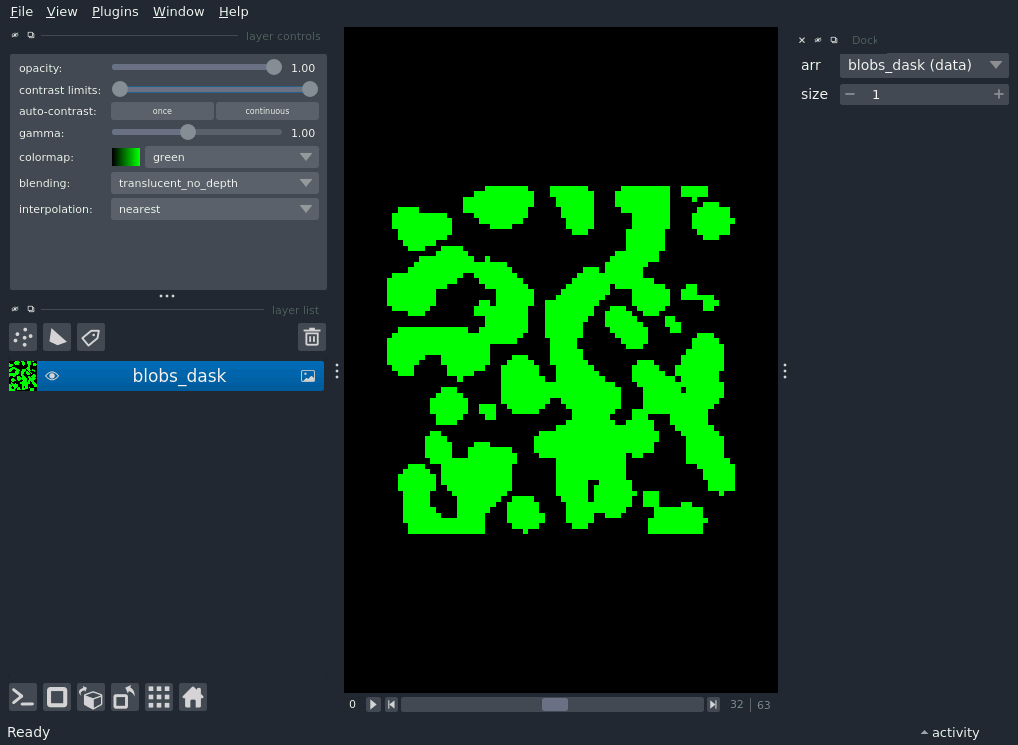 File View Plugins Window Help
layer controls
opacity: 1.00
contrast limits:
auto-contrast: once continuous
gamma: 1.00
colormap: green
blending: translucent_no_depth
interpolation: nearest
layer list
blobs_dask
0 32 63
Ready
activity
Dock
arr blobs_dask (data)
size 1